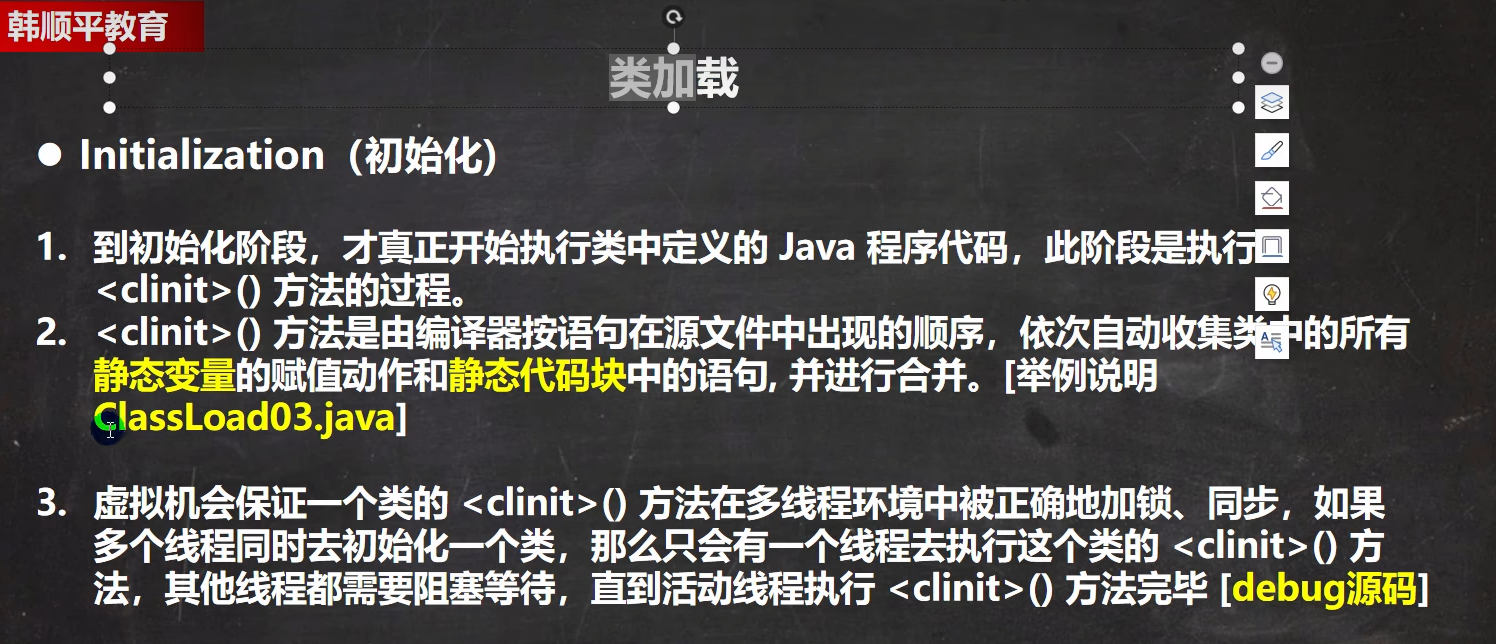 韩顺平教育
类加载
● Initialization（初始化)
1. 到初始化阶段，才真正开始执行类中定义的 Java 程序代码，此阶段是执行
<clinit>() 方法的过程。
2. <clinit>() 方法是由编译器按语句在源文件中出现的顺序，依次自动收集类中的所有
静态变量的赋值动作和静态代码块中的语句, 并进行合并。[举例说明
ClassLoad03.java]
3. 虚拟机会保证一个类的 <clinit>() 方法在多线程环境中被正确地加锁、同步，如果
多个线程同时去初始化一个类，那么只会有一个线程去执行这个类的 <clinit>() 方
法，其他线程都需要阻塞等待，直到活动线程执行 <clinit>() 方法完毕 [debug源码]